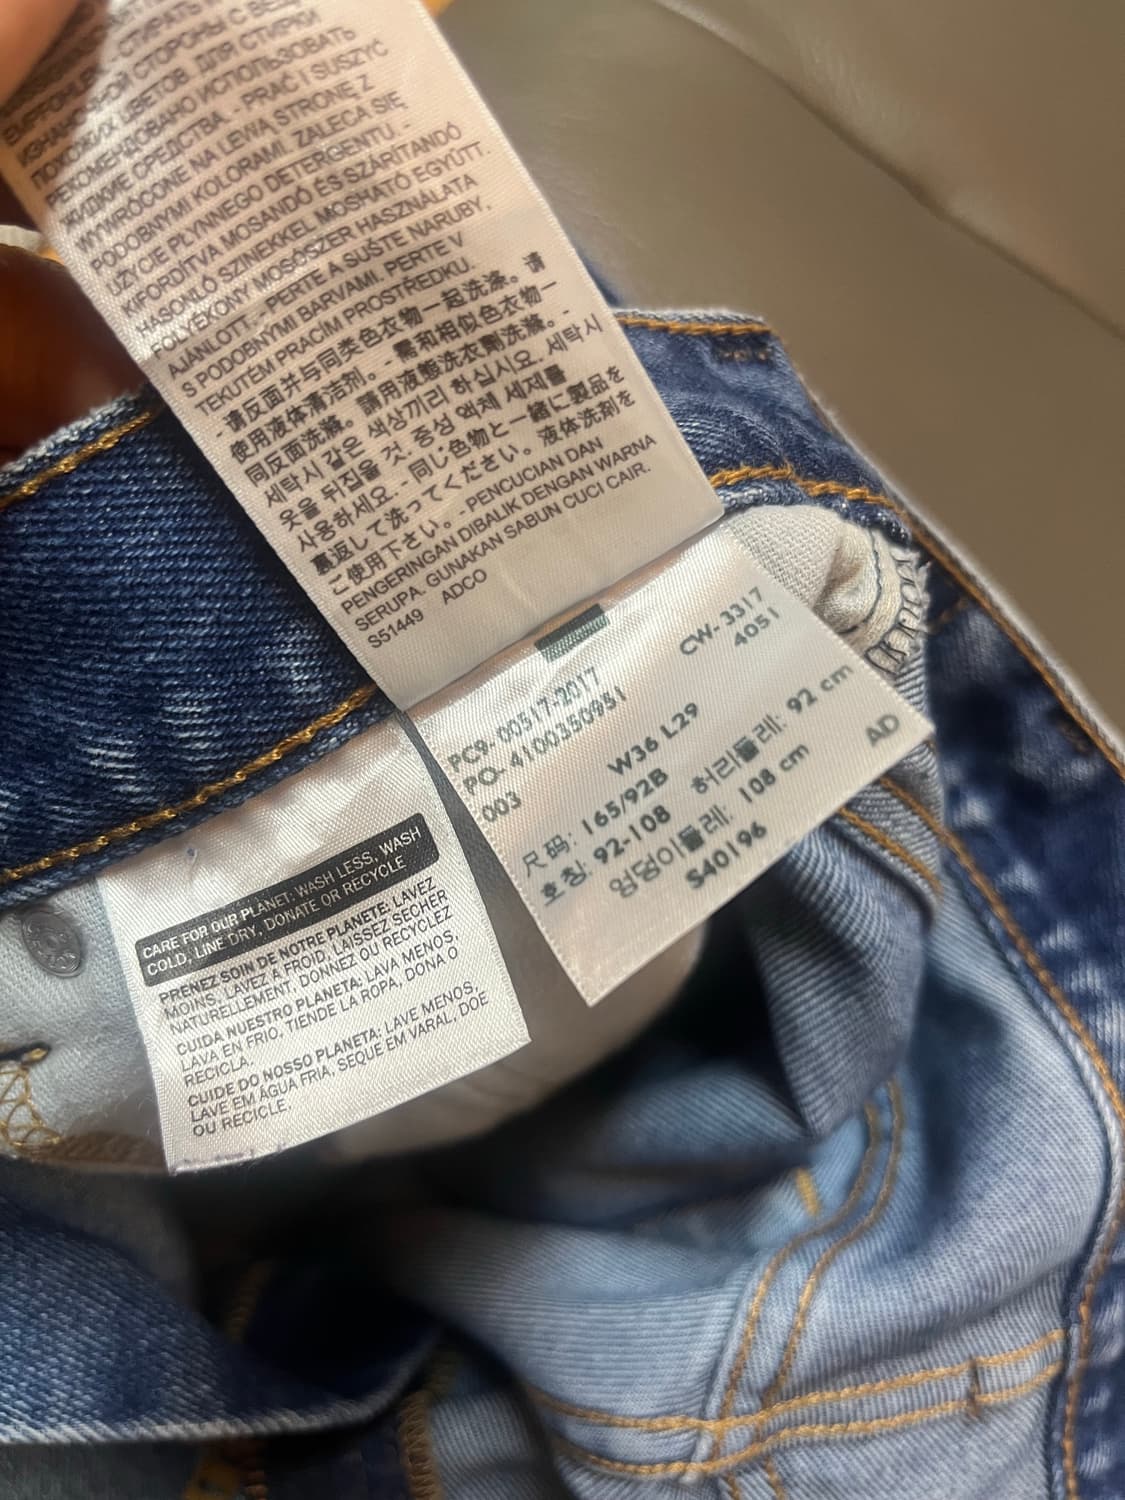 СТИРАТЬ
ИЗНАНОЧНОЙ СТОРОНЫ С ВЕЩ
ПОХОЖИХ ЦВЕТОВ. ДЛЯ СТИРКИ
РЕКОМЕНДОВАНО ИСПОЛЬЗОВАТЬ
ЖИДКИЕ СРЕДСТВА. - PRAĆ I SUSZYĆ
WYWRÓCONE NA LEWĄ STRONĘ Z
PODOBNYMI KOLORAMI. ZALECA SIĘ
UŻYCIE PŁYNNEGO DETERGENTU. -
KIFORDÍTVA MOSANDÓ ÉS SZÁRÍTANDÓ
HASONLÓ SZINEKKEL MOSHATÓ EGYÜTT.
FOLYÉKONY MOSÓSZER HASZNÁLATA
AJÁNLOTT. - PERTE A SUŠTE NARUBY,
S PODOBNYMI BARVAMI. PERTE V
TEKUTÉM PRACÍM PROSTŘEDKU.
- 请反面并与同类色衣物一起洗涤。请
使用液体清洁剂。- 需和相似色衣物一
同反面洗滌。請用液態洗衣劑洗滌。-
세탁시 같은 색상끼리 하십시요. 세탁시
옷을 뒤집을 것. 중성 액체 세제를
사용하세요. - 同じ色物と一緒に製品を
裏返して洗ってください。液体洗剤を
ご使用下さい。- PENCUCIAN DAN
PENGERINGAN DIBALIK DENGAN WARNA
SERUPA. GUNAKAN SABUN CUCI CAIR.
S51449 ADCO
PC9- 00517-2017 CW- 3317
PO- 4100350951 4051
-003
W36 L29
尺码: 165/92B
호칭: 92-108 허리둘레: 92 cm
엉덩이둘레: 108 cm AD
S40196
CARE FOR OUR PLANET: WASH LESS, WASH
COLD, LINE DRY, DONATE OR RECYCLE
PRENEZ SOIN DE NOTRE PLANETE: LAVEZ
MOINS, LAVEZ A FROID, LAISSEZ SECHER
NATURELLEMENT, DONNEZ OU RECYCLEZ
CUIDA NUESTRO PLANETA: LAVA MENOS,
LAVA EN FRIO, TIENDE LA ROPA, DONA O
RECICLA.
CUIDE DO NOSSO PLANETA: LAVE MENOS,
LAVE EM ÁGUA FRIA, SEQUE EM VARAL, DOE
OU RECICLE.